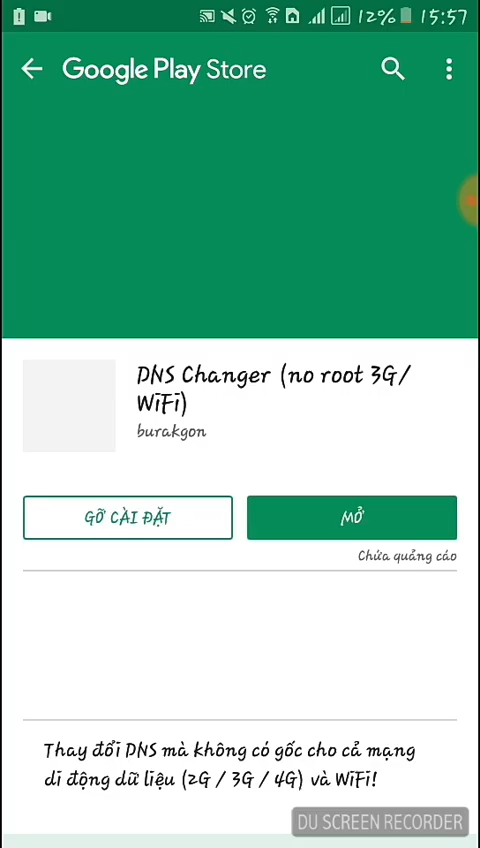 12% 15:57
Google Play Store
DNS Changer (no root 3G/
WiFi)
burakgon
GỠ CÀI ĐẶT
MỞ
Chứa quảng cáo
Thay đổi DNS mà không có gốc cho cả mạng
di động dữ liệu (2G / 3G / 4G) và WiFi!
DU SCREEN RECORDER